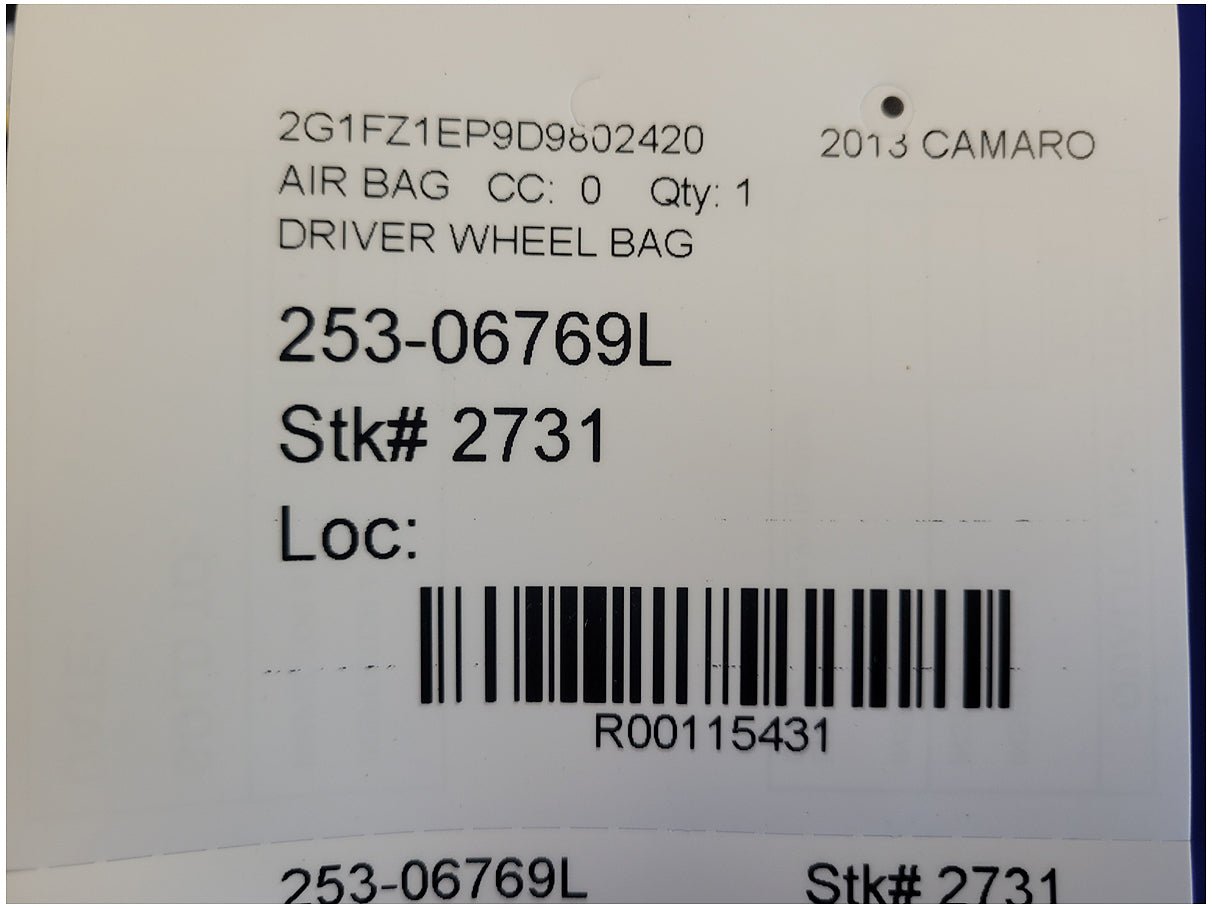 2G1FZ1EP9D9802420 2013 CAMARO
AIR BAG CC: 0 Qty: 1
DRIVER WHEEL BAG
253-06769L
Stk# 2731
Loc:
R00115431
253-06769L Stk# 2731